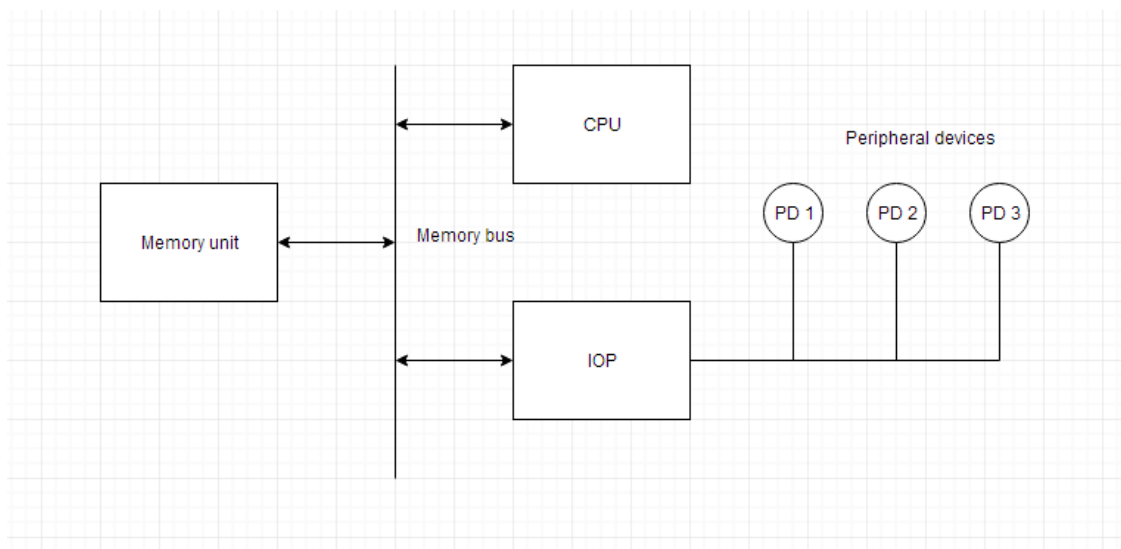 CPU
Peripheral devices
PD 1
PD 2
PD 3
Memory unit
Memory bus
IOP